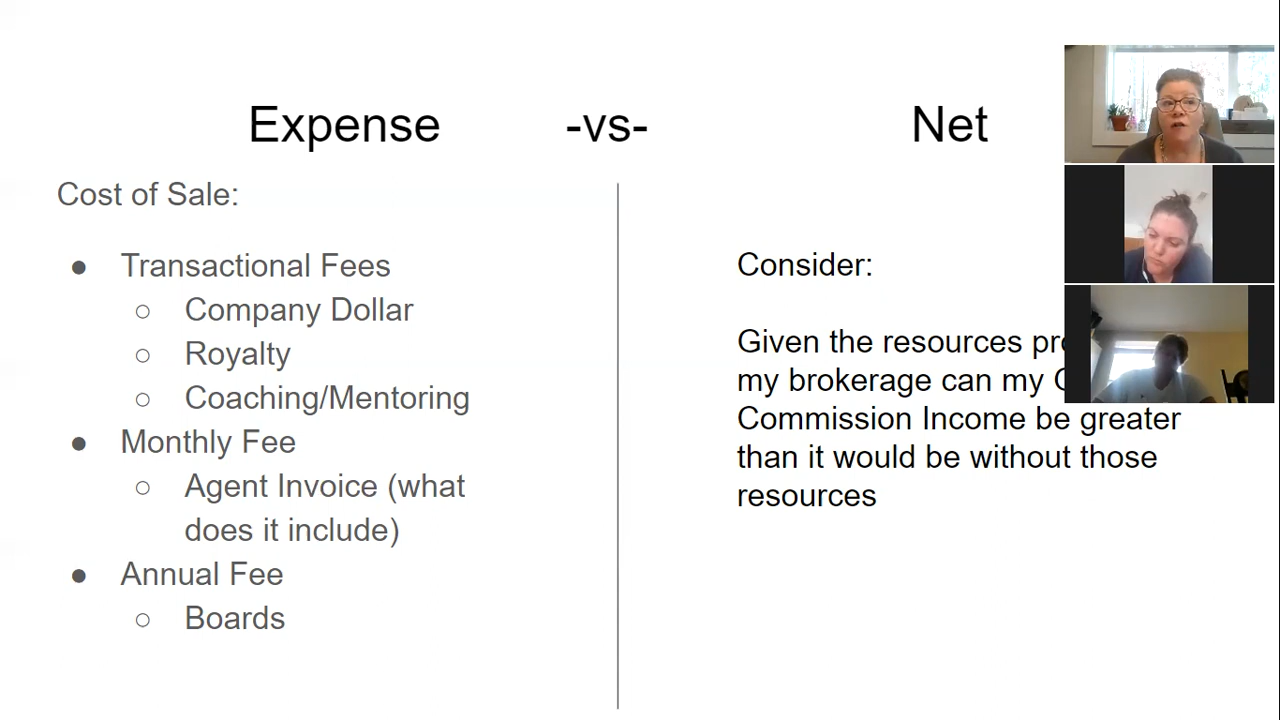 Expense -vs- Net
Cost of Sale:
● Transactional Fees
○ Company Dollar
○ Royalty
○ Coaching/Mentoring
● Monthly Fee
○ Agent Invoice (what
does it include)
● Annual Fee
○ Boards
Consider:
Given the resources
my brokerage can my
Commission Income be greater
than it would be without those
resources